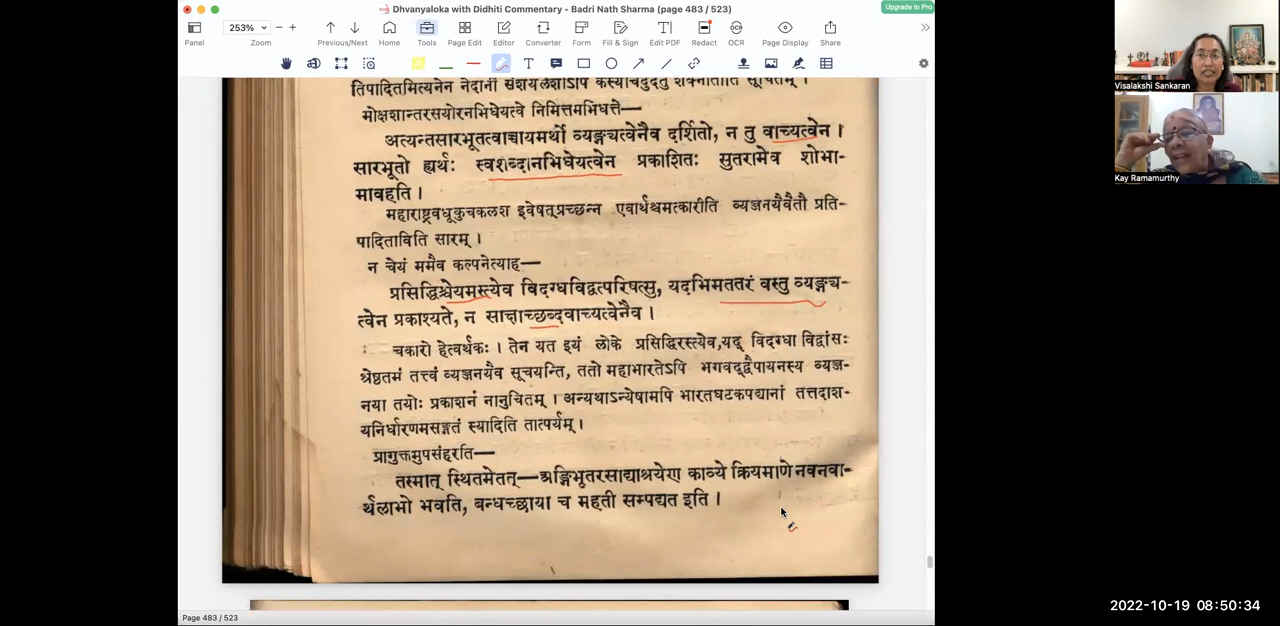 Dhvanyaloka with Didhiti Commentary - Badri Nath Sharma (page 483 / 523)
Upgrade to Pro
253%
Panel Zoom Previous/Next Home Tools Page Edit Editor Converter Form Fill & Sign Edit PDF Redact OCR Page Display Share
तिपादितमित्यनेन नेदानीं संशयलेशोऽपि कस्यचिदुदेतुं शक्नोतीति सूचितम् ।
मोक्षशान्तरसयोरनभिधेयत्वे निमित्तमभिधत्ते—
अत्यन्तसारभूतत्वाच्चायमर्थो व्यङ्ग्यत्वेनैव दर्शितो, न तु वाच्यत्वेन ।
सारभूतो ह्यर्थः स्वशब्दानभिधेयत्वेन प्रकाशितः सुतरामेव शोभा-
मावहति ।
महाराष्ट्रवधूकुचकलश इवेषत्प्रच्छन्न एवार्थश्चमत्कारीति व्यञ्जनयैवैतौ प्रति-
पादिताविति सारम् ।
न चेयं ममैव कल्पनेत्याह—
प्रसिद्धिश्चेयमस्त्येव विदग्धविद्वत्परिषत्सु, यदभिमततरं वस्तु व्यङ्ग्य-
त्वेन प्रकाश्यते, न साक्षाच्छब्दवाच्यत्वेनैव ।
चकारो हेत्वर्थकः । तेन यत इयं लोके प्रसिद्धिरस्त्येव,यद् विदग्धा विद्वांसः
श्रेष्ठतमं तत्त्वं व्यञ्जनयैव सूचयन्ति, ततो महाभारतेऽपि भगवद्द्वैपायनस्य व्यञ्ज-
नया तयोः प्रकाशनं नानुचितम् । अन्यथाऽन्येषामपि भारतघटकपद्यानां तत्तदाश-
यनिर्धारणमसङ्गतं स्यादिति तात्पर्यम् ।
प्रागुक्तमुपसंहरति—
तस्मात् स्थितमेतत्—अङ्गिभूतरसाद्याश्रयेण काव्ये क्रियमाणे नवनवा-
र्थलाभो भवति, बन्धच्छाया च महती सम्पद्यत इति ।
Page 483 / 523
Visalakshi Sankaran
Kay Ramamurthy
2022-10-19 08:50:34